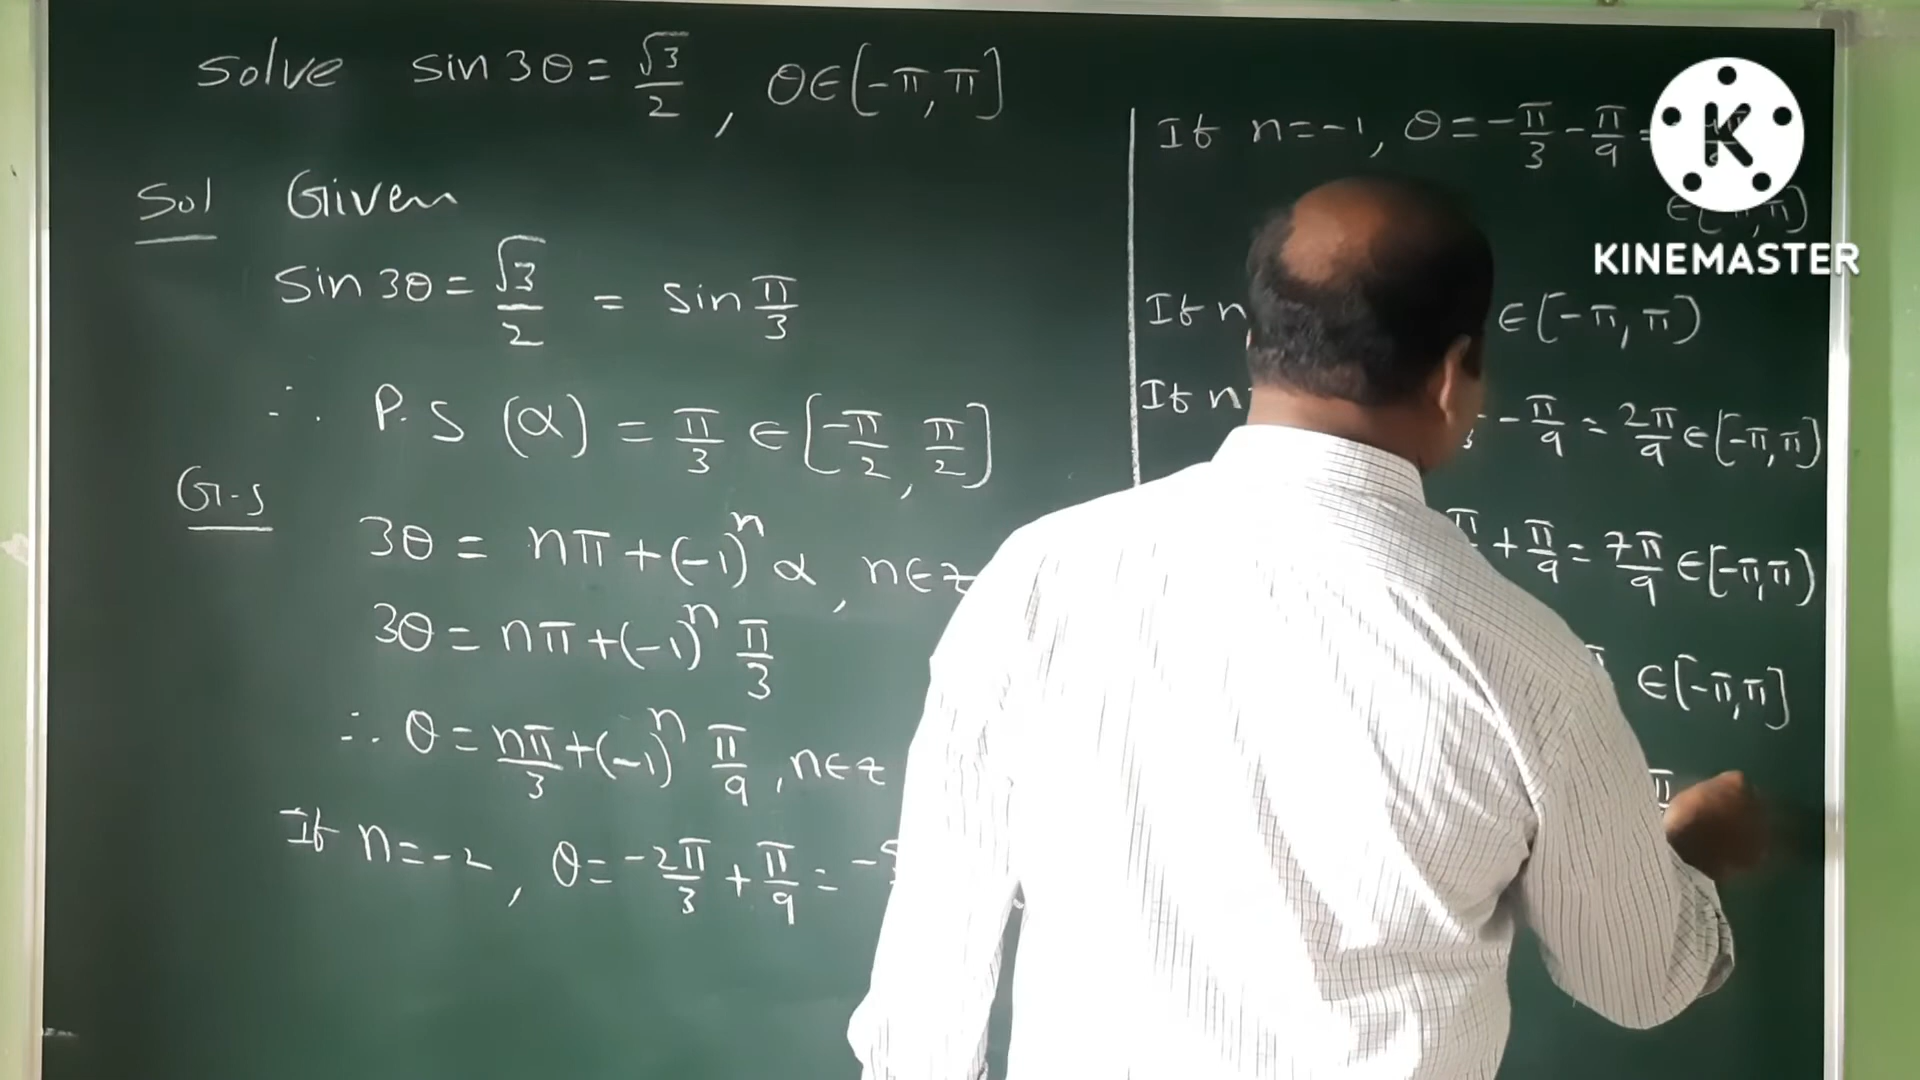 Solve sin 3θ = √3/2, θ∈[-π, π]
Sol Given
Sin 3θ = √3/2 = sin π/3
∴ P.S (α) = π/3 ∈ [-π/2, π/2]
G.S
3θ = nπ + (-1)^n α, n∈z
3θ = nπ + (-1)^n π/3
∴ θ = nπ/3 + (-1)^n π/9, n∈z
If n = -2, θ = -2π/3 + π/9 = -
If n = -1, θ = -π/3 - π/9 =
π)
If n ∈[-π, π)
If n - π/9 = 2π/9 ∈[-π, π]
+ π/9 = 7π/9 ∈[-π, π)
∈[-π, π]
π
K
KINEMASTER